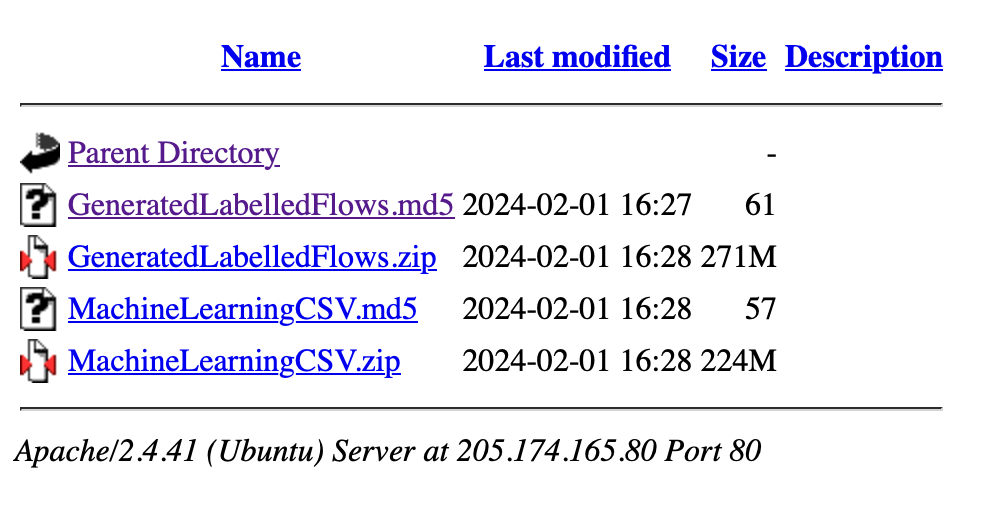 Name Last modified Size Description
Parent Directory -
GeneratedLabelledFlows.md5 2024-02-01 16:27 61
GeneratedLabelledFlows.zip 2024-02-01 16:28 271M
MachineLearningCSV.md5 2024-02-01 16:28 57
MachineLearningCSV.zip 2024-02-01 16:28 224M
Apache/2.4.41 (Ubuntu) Server at 205.174.165.80 Port 80